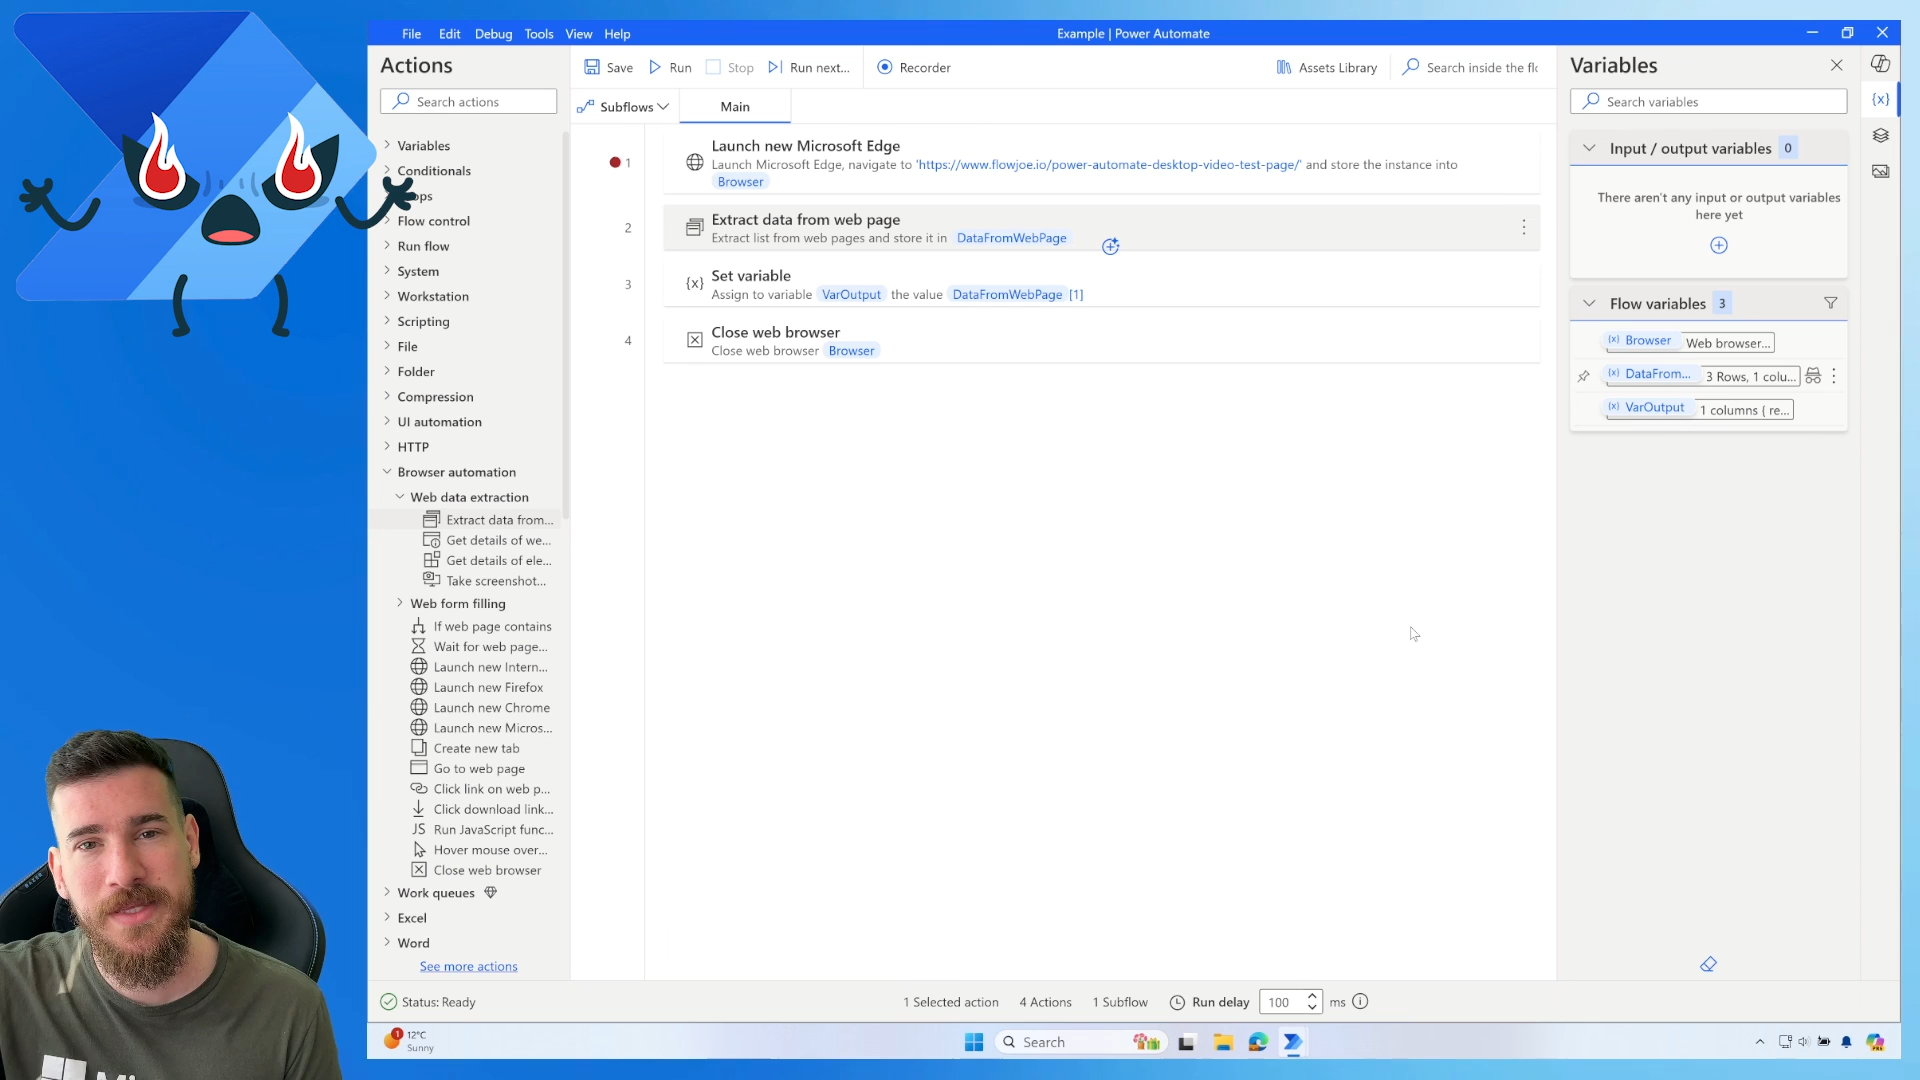 File Edit Debug Tools View Help
Example | Power Automate
Actions
Search actions
Variables
Conditionals
Flow control
Run flow
System
Workstation
Scripting
File
Folder
Compression
UI automation
HTTP
Browser automation
Web data extraction
Extract data from...
Get details of we...
Get details of ele...
Take screenshot...
Web form filling
If web page contains
Wait for web page...
Launch new Intern...
Launch new Firefox
Launch new Chrome
Launch new Micros...
Create new tab
Go to web page
Click link on web p...
Click download link...
JS Run JavaScript func...
Hover mouse over...
Close web browser
Work queues
Excel
Word
See more actions
Save Run Stop Run next... Recorder
Assets Library Search inside the flo
Subflows Main
1 Launch new Microsoft Edge
Launch Microsoft Edge, navigate to 'https://www.flowjoe.io/power-automate-desktop-video-test-page/' and store the instance into
Browser
2 Extract data from web page
Extract list from web pages and store it in DataFromWebPage
3 {x} Set variable
Assign to variable VarOutput the value DataFromWebPage [1]
4 Close web browser
Close web browser Browser
Variables
Search variables
Input / output variables 0
There aren't any input or output variables
here yet
Flow variables 3
{x} Browser Web browser...
{x} DataFrom... 3 Rows, 1 colu...
{x} VarOutput 1 columns ( re...
{x}
Status: Ready
1 Selected action 4 Actions 1 Subflow Run delay 100 ms
1 12°C
Sunny
Search